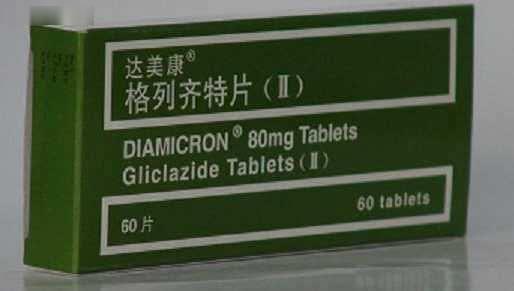 达美康®
格列齐特片(Ⅱ)
DIAMICRON® 80mg Tablets
Gliclazide Tablets(Ⅱ)
60片
60 tablets